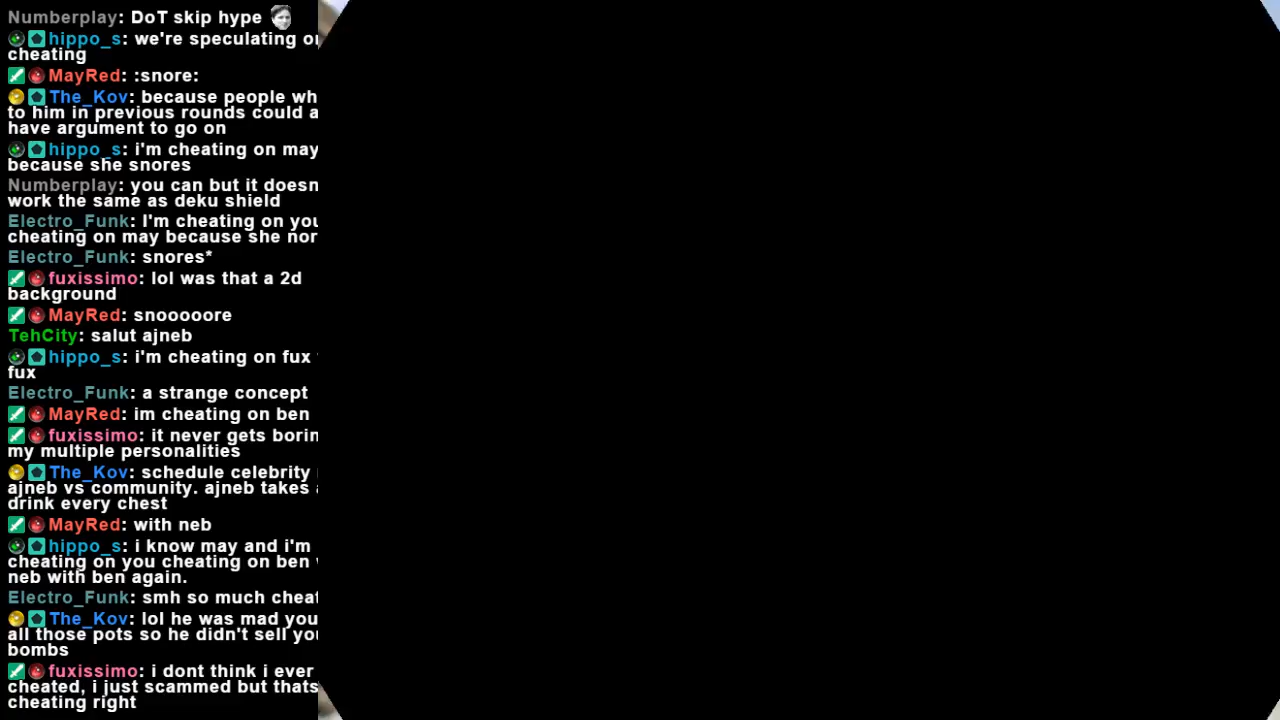 Numberplay: DoT skip hype
hippo_s: we're speculating
cheating
MayRed: :snore:
The_Kov: because people
to him in previous rounds could
have argument to go on
hippo_s: i'm cheating on may
because she snores
Numberplay: you can but it
work the same as deku shield
Electro_Funk: I'm cheating on
cheating on may because she
Electro_Funk: snores*
fuxissimo: lol was that a 2d
background
MayRed: snooooore
TehCity: salut ajneb
hippo_s: i'm cheating on fux
fux
Electro_Funk: a strange concept
MayRed: im cheating on ben
fuxissimo: it never gets
my multiple personalities
The_Kov: schedule celebrity
ajneb vs community. ajneb takes
drink every chest
MayRed: with neb
hippo_s: i know may and i'm
cheating on you cheating on ben
neb with ben again.
Electro_Funk: smh so much
The_Kov: lol he was mad you
all those pots so he didn't sell
bombs
fuxissimo: i dont think i ever
cheated, i just scammed but thats
cheating right